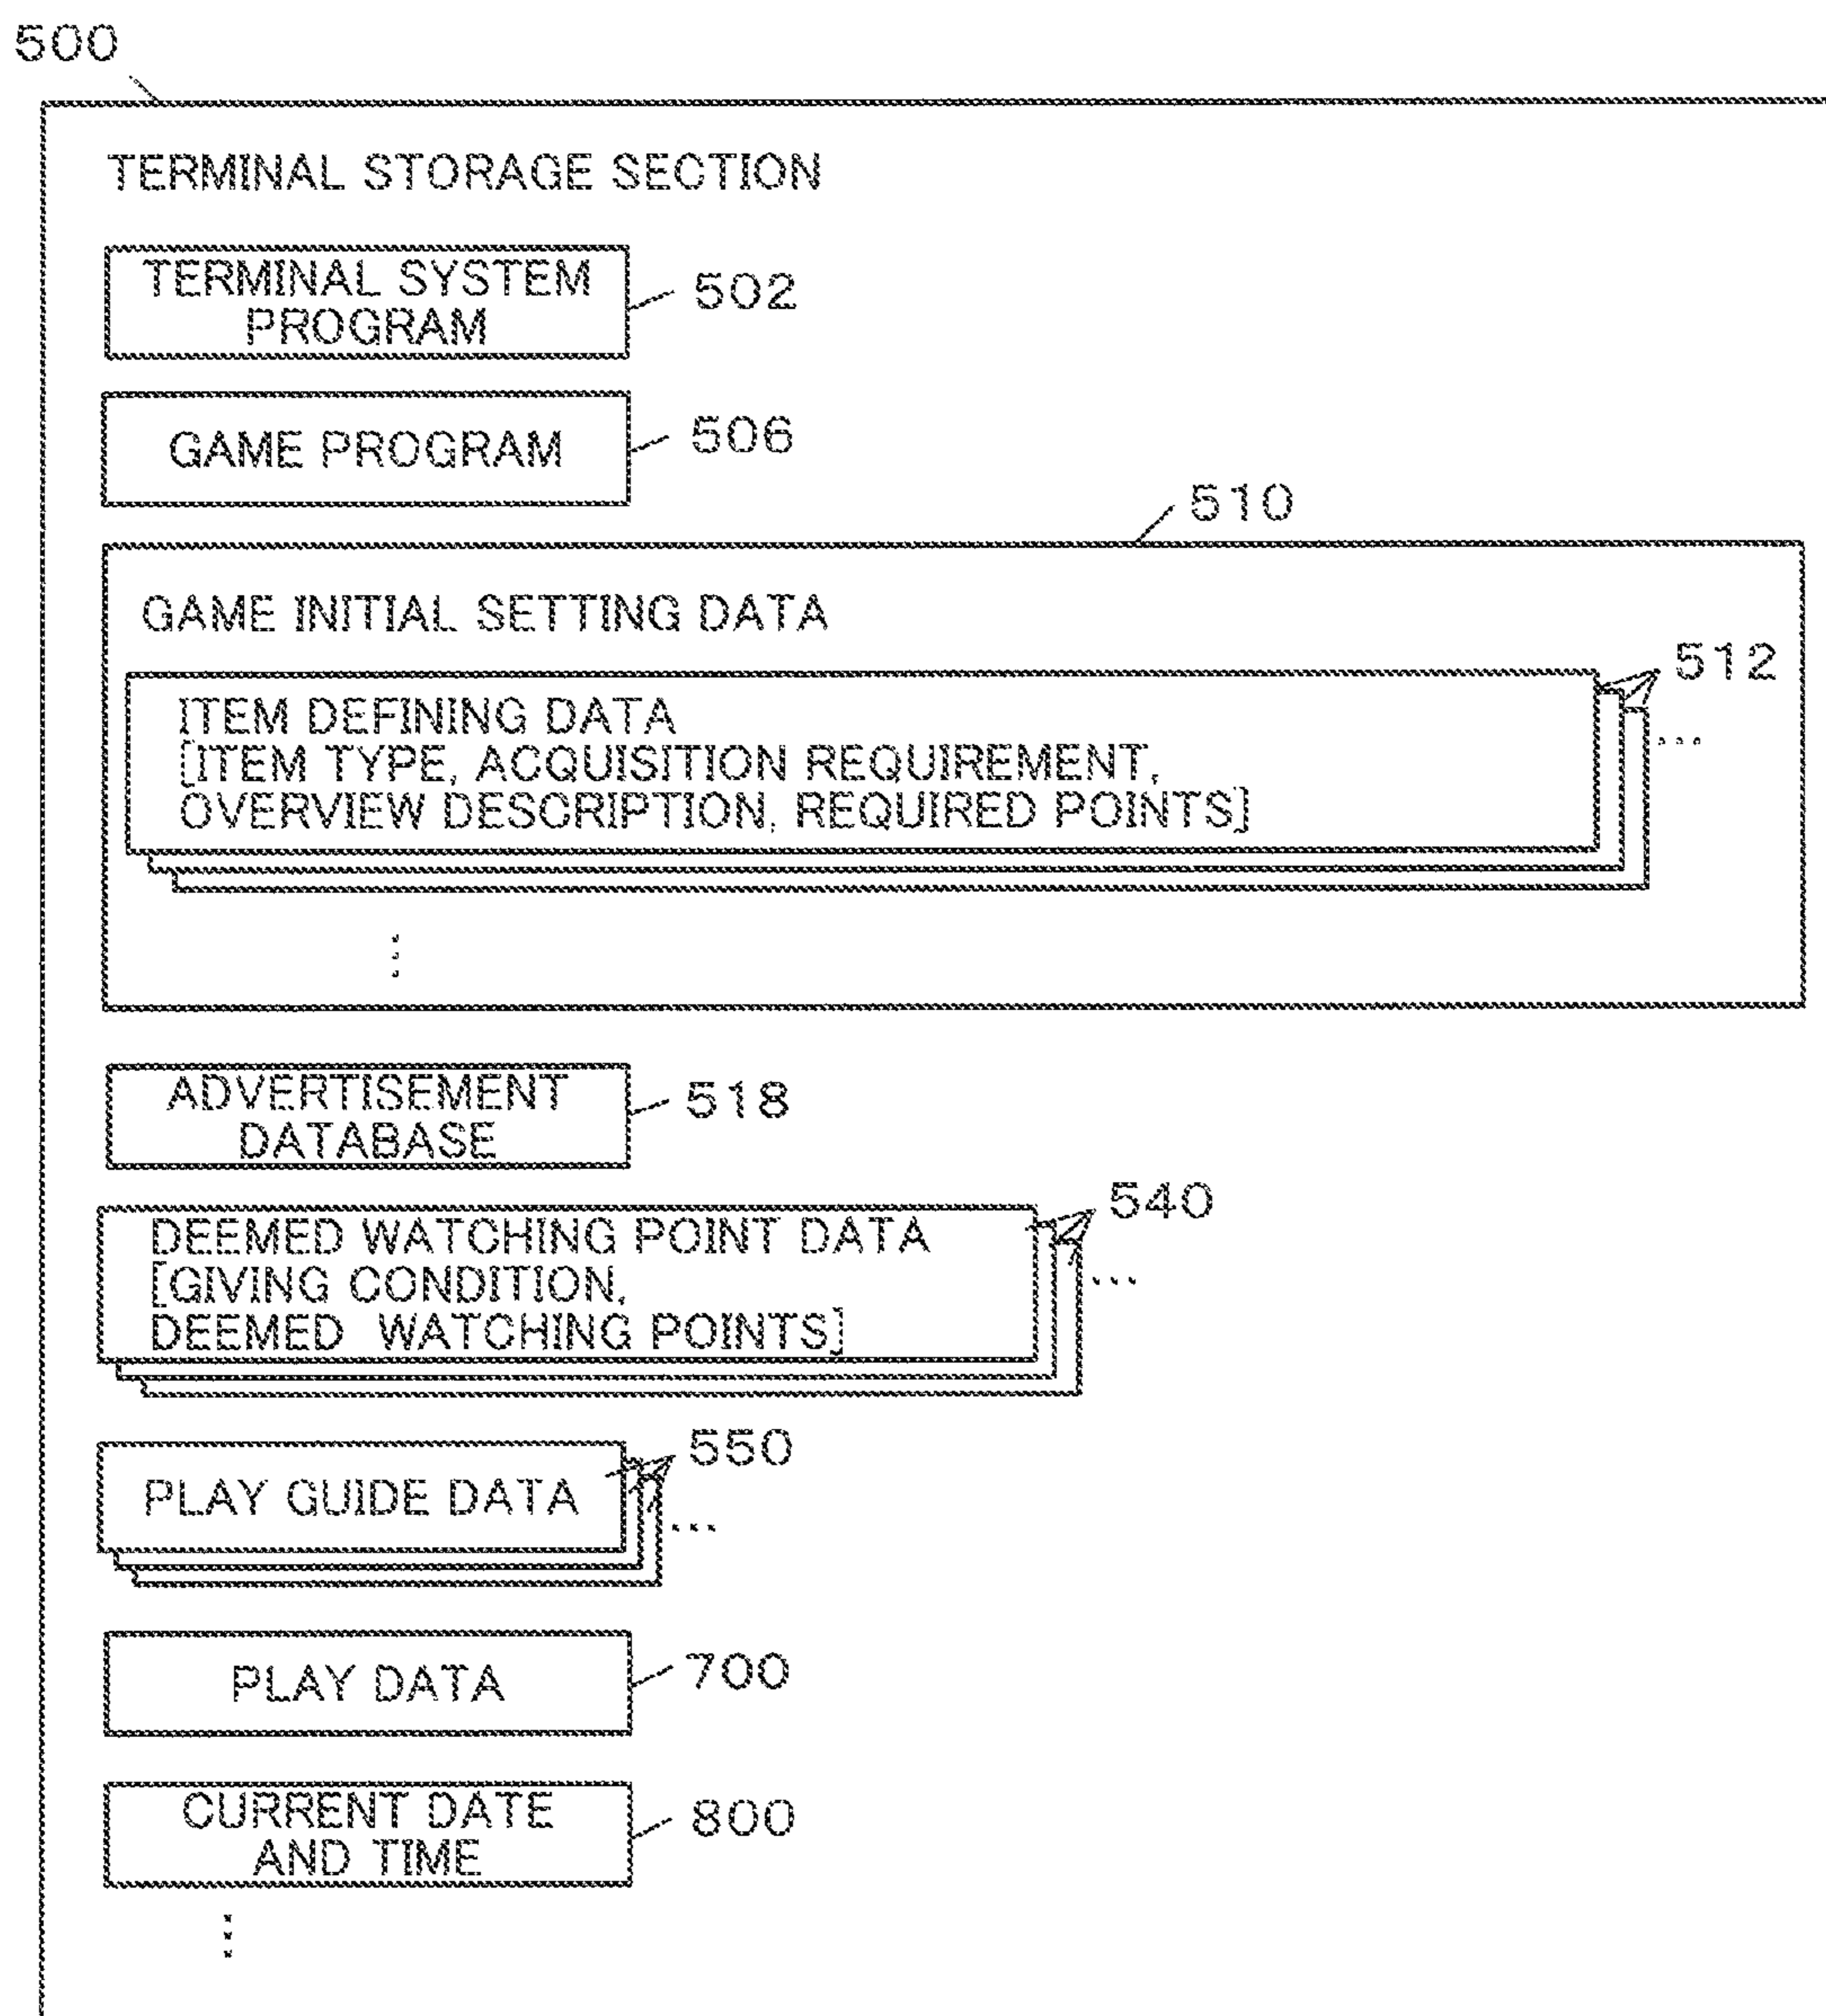 500
TERMINAL STORAGE SECTION
TERMINAL SYSTEM
PROGRAM
502
GAME PROGRAM
506
510
GAME INITIAL SETTING DATA
512
ITEM DEFINING DATA
[ITEM TYPE, ACQUISITION REQUIREMENT,
OVERVIEW DESCRIPTION, REQUIRED POINTS]
...
⋮
ADVERTISEMENT
DATABASE
518
540
DEEMED WATCHING POINT DATA
[GIVING CONDITION,
DEEMED WATCHING POINTS]
...
550
PLAY GUIDE DATA
...
PLAY DATA
700
CURRENT DATE
AND TIME
800
⋮